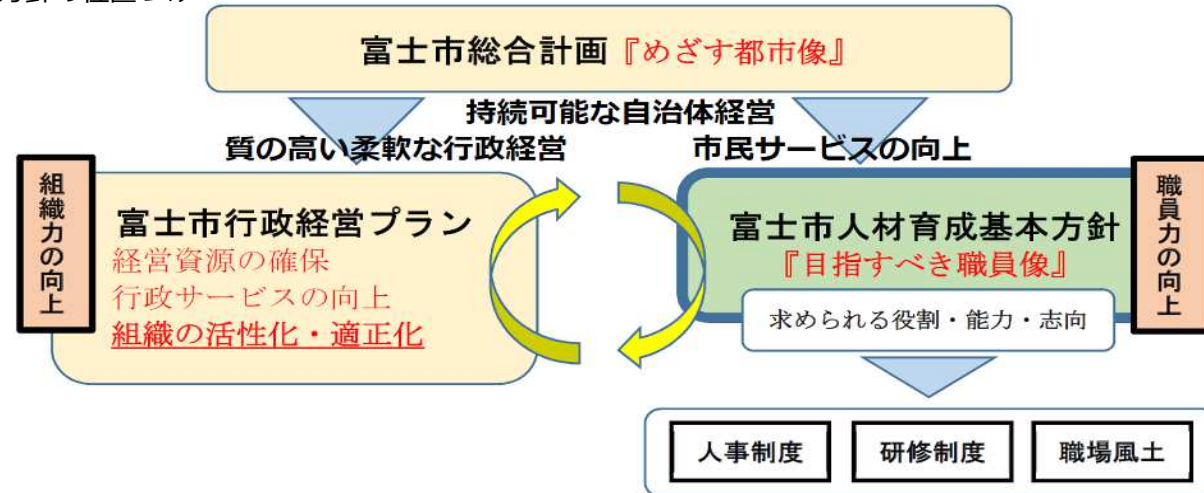 富士市総合計画『めざす都市像』
持続可能な自治体経営
質の高い柔軟な行政経営
市民サービスの向上
組織力の向上
富士市行政経営プラン
経営資源の確保
行政サービスの向上
組織の活性化・適正化
富士市人材育成基本方針
『目指すべき職員像』
求められる役割・能力・志向
職員力の向上
人事制度
研修制度
職場風土